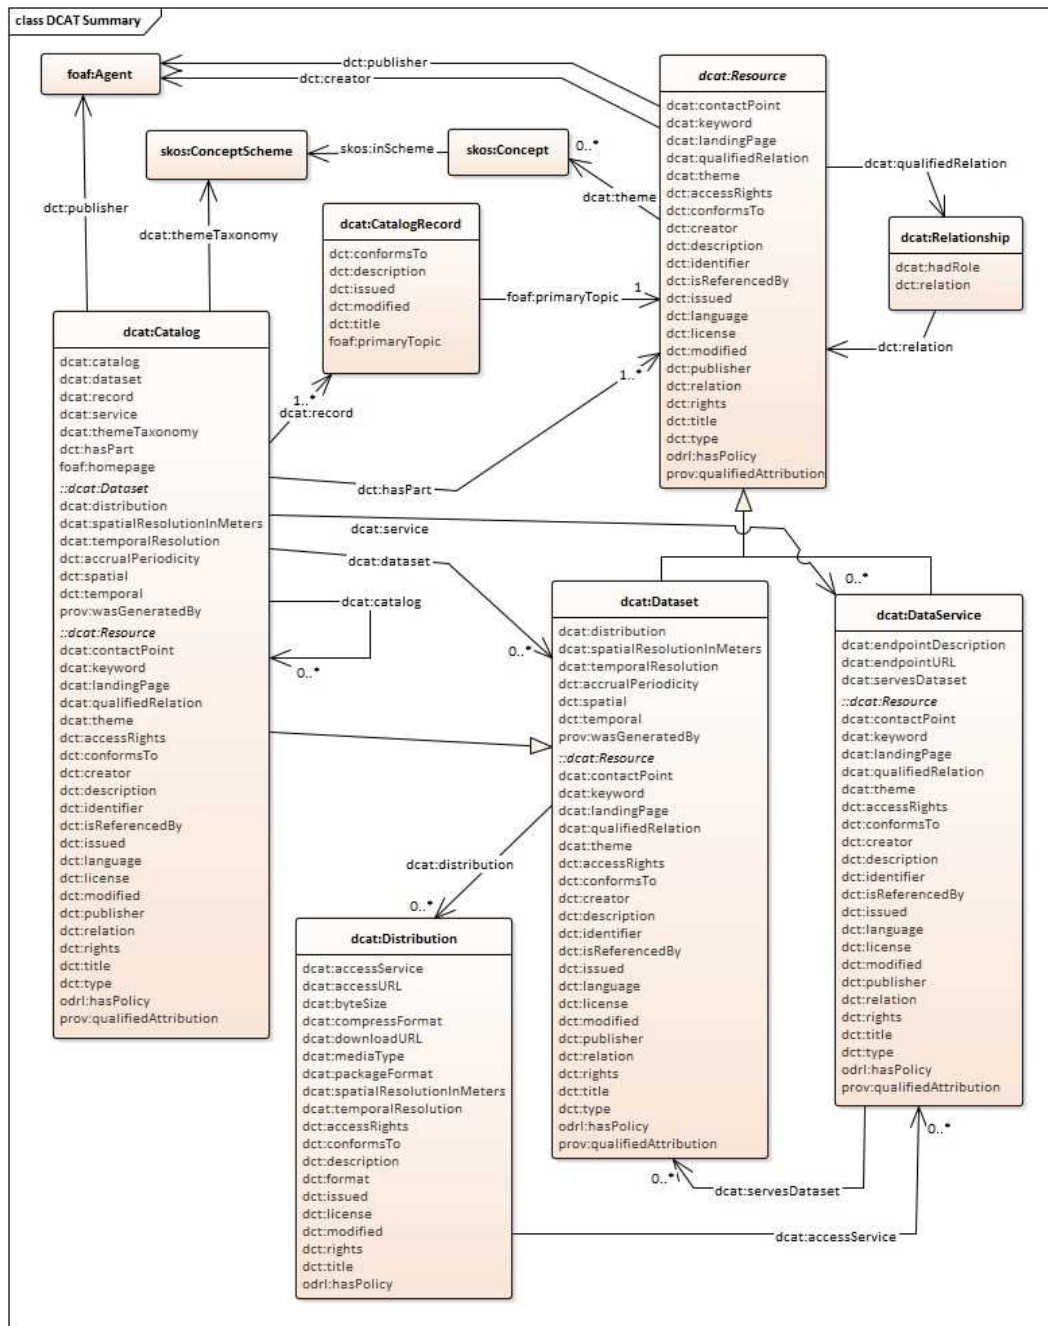 class DCAT Summary
foaf:Agent
dct:publisher
dct:creator
skos:ConceptScheme
skos:inScheme
skos:Concept
0..*
dcat:theme
dct:publisher
dcat:themeTaxonomy
dcat:Resource
dcat:contactPoint
dcat:keyword
dcat:landingPage
dcat:qualifiedRelation
dcat:theme
dct:accessRights
dct:conformsTo
dct:creator
dct:description
dct:identifier
dct:isReferencedBy
dct:issued
dct:language
dct:license
dct:modified
dct:publisher
dct:relation
dct:rights
dct:title
dct:type
odrl:hasPolicy
prov:qualifiedAttribution
dcat:qualifiedRelation
dcat:Relationship
dcat:hadRole
dct:relation
dct:relation
dcat:CatalogRecord
dct:conformsTo
dct:description
dct:issued
dct:modified
dct:title
foaf:primaryTopic
foaf:primaryTopic
1
1..*
dcat:record
1..*
dct:hasPart
dcat:service
0..*
dcat:dataset
0..*
dcat:catalog
0..*
dcat:Catalog
dcat:catalog
dcat:dataset
dcat:record
dcat:service
dcat:themeTaxonomy
dct:hasPart
foaf:homepage
::dcat:Dataset
dcat:distribution
dcat:spatialResolutionInMeters
dcat:temporalResolution
dct:accrualPeriodicity
dct:spatial
dct:temporal
prov:wasGeneratedBy
::dcat:Resource
dcat:contactPoint
dcat:keyword
dcat:landingPage
dcat:qualifiedRelation
dcat:theme
dct:accessRights
dct:conformsTo
dct:creator
dct:description
dct:identifier
dct:isReferencedBy
dct:issued
dct:language
dct:license
dct:modified
dct:publisher
dct:relation
dct:rights
dct:title
dct:type
odrl:hasPolicy
prov:qualifiedAttribution
dcat:Dataset
dcat:distribution
dcat:spatialResolutionInMeters
dcat:temporalResolution
dct:accrualPeriodicity
dct:spatial
dct:temporal
prov:wasGeneratedBy
::dcat:Resource
dcat:contactPoint
dcat:keyword
dcat:landingPage
dcat:qualifiedRelation
dcat:theme
dct:accessRights
dct:conformsTo
dct:creator
dct:description
dct:identifier
dct:isReferencedBy
dct:issued
dct:language
dct:license
dct:modified
dct:publisher
dct:relation
dct:rights
dct:title
dct:type
odrl:hasPolicy
prov:qualifiedAttribution
dcat:DataService
dcat:endpointDescription
dcat:endpointURL
dcat:servesDataset
::dcat:Resource
dcat:contactPoint
dcat:keyword
dcat:landingPage
dcat:qualifiedRelation
dcat:theme
dct:accessRights
dct:conformsTo
dct:creator
dct:description
dct:identifier
dct:isReferencedBy
dct:issued
dct:language
dct:license
dct:modified
dct:publisher
dct:relation
dct:rights
dct:title
dct:type
odrl:hasPolicy
prov:qualifiedAttribution
dcat:distribution
0..*
dcat:Distribution
dcat:accessService
dcat:accessURL
dcat:byteSize
dcat:compressFormat
dcat:downloadURL
dcat:mediaType
dcat:packageFormat
dcat:spatialResolutionInMeters
dcat:temporalResolution
dct:accessRights
dct:conformsTo
dct:description
dct:format
dct:issued
dct:license
dct:modified
dct:rights
dct:title
odrl:hasPolicy
0..*
dcat:servesDataset
0..*
dcat:accessService